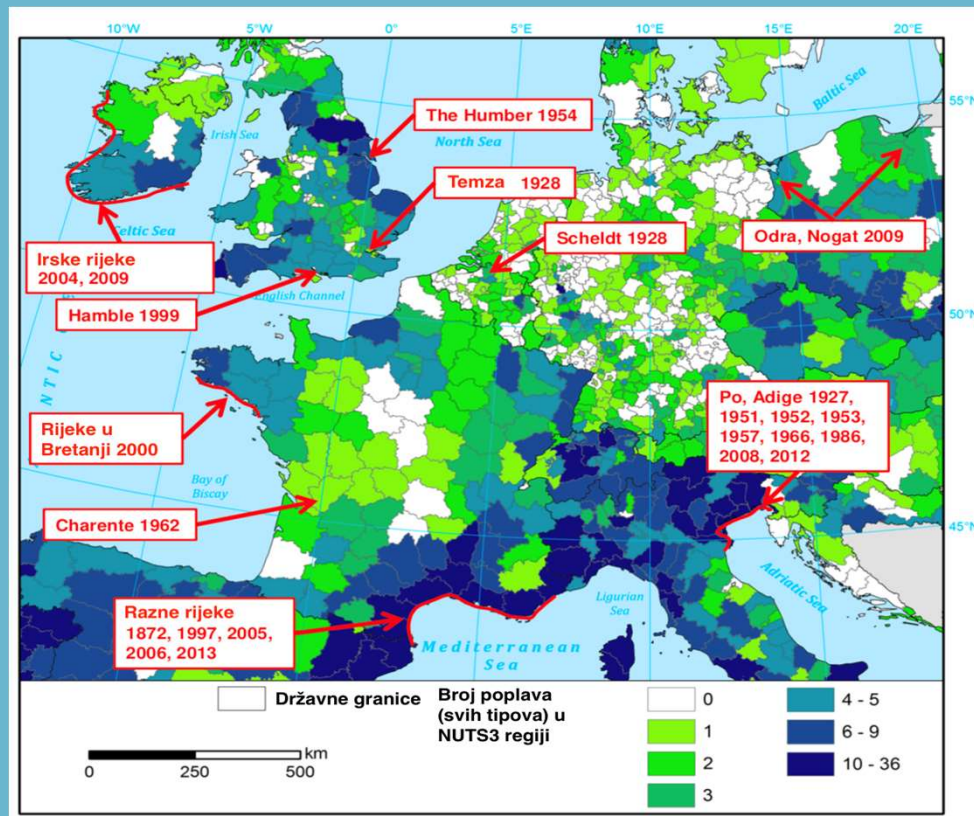 10°W
5°W
0°
5°E
10°E
15°E
20°E
55°N
50°N
45°N
Baltic Sea
North Sea
Irish Sea
Celtic Sea
English Channel
NTIC
Bay of
Biscay
Ligurian
Sea
Adriatic Sea
Mediterranean
Sea
The Humber 1954
Temza 1928
Scheldt 1928
Odra, Nogat 2009
Irske rijeke
2004, 2009
Hamble 1999
Rijeke u
Bretanji 2000
Charente 1962
Po, Adige 1927,
1951, 1952, 1953,
1957, 1966, 1986,
2008, 2012
Razne rijeke
1872, 1997, 2005,
2006, 2013
Državne granice
Broj poplava
(svih tipova) u
NUTS3 regiji
0
1
2
3
4 - 5
6 - 9
10 - 36
km
0 250 500